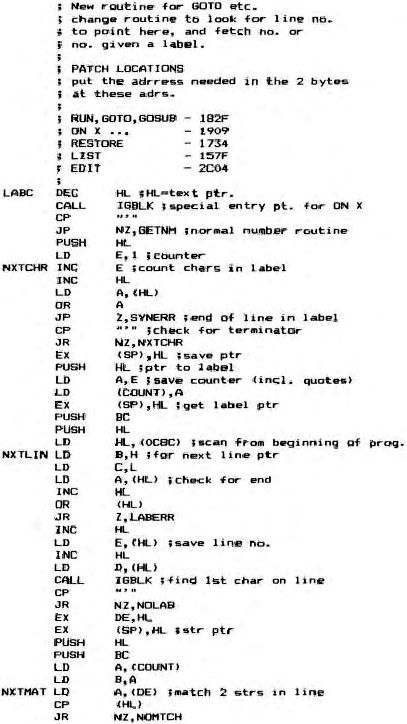 ; New routine for GOTO etc.
; change routine to look for line no.
; to point here, and fetch no. or
; no. given a label.
;
; PATCH LOCATIONS
; put the adrress needed in the 2 bytes
; at these adrs.
;
; RUN,GOTO,GOSUB - 182F
; ON X ... - 1909
; RESTORE - 1734
; LIST - 157F
; EDIT - 2C04
;
LABC DEC HL ;HL=text ptr.
CALL IGBLK ;special entry pt. for ON X
CP "'"
JP NZ,GETNM ;normal number routine
PUSH HL
LD E,1 ;counter
NXTCHR INC E ;count chars in label
INC HL
LD A,(HL)
OR A
JP Z,SYNERR ;end of line in label
CP "'" ;check for terminator
JR NZ,NXTCHR
EX (SP),HL ;save ptr
PUSH HL ;ptr to label
LD A,E ;save counter (incl. quotes)
LD (COUNT),A
EX (SP),HL ;get label ptr
PUSH BC
PUSH HL
LD HL,(0CBC) ;scan from beginning of prog.
NXTLIN LD B,H ;for next line ptr
LD C,L
LD A,(HL) ;check for end
INC HL
OR (HL)
JR Z,LABERR
INC HL
LD E,(HL) ;save line no.
INC HL
LD D,(HL)
CALL IGBLK ;find 1st char on line
CP "'"
JR NZ,NOLAB
EX DE,HL
EX (SP),HL ;str ptr
PUSH HL
PUSH BC
LD A,(COUNT)
LD B,A
NXTMAT LD A,(DE) ;match 2 strs in line
CP (HL)
JR NZ,NOMTCH